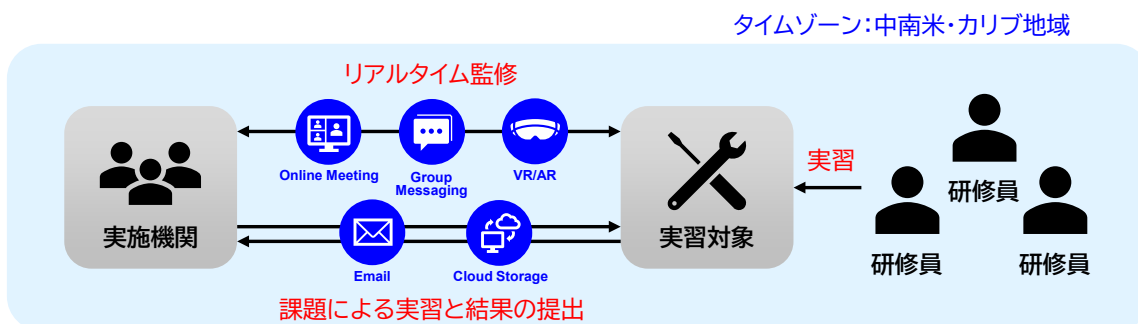 タイムゾーン：中南米・カリブ地域
リアルタイム監修
Online Meeting
Group
Messaging
VR/AR
実施機関
実習対象
実習
研修員
研修員
研修員
Email
Cloud Storage
課題による実習と結果の提出